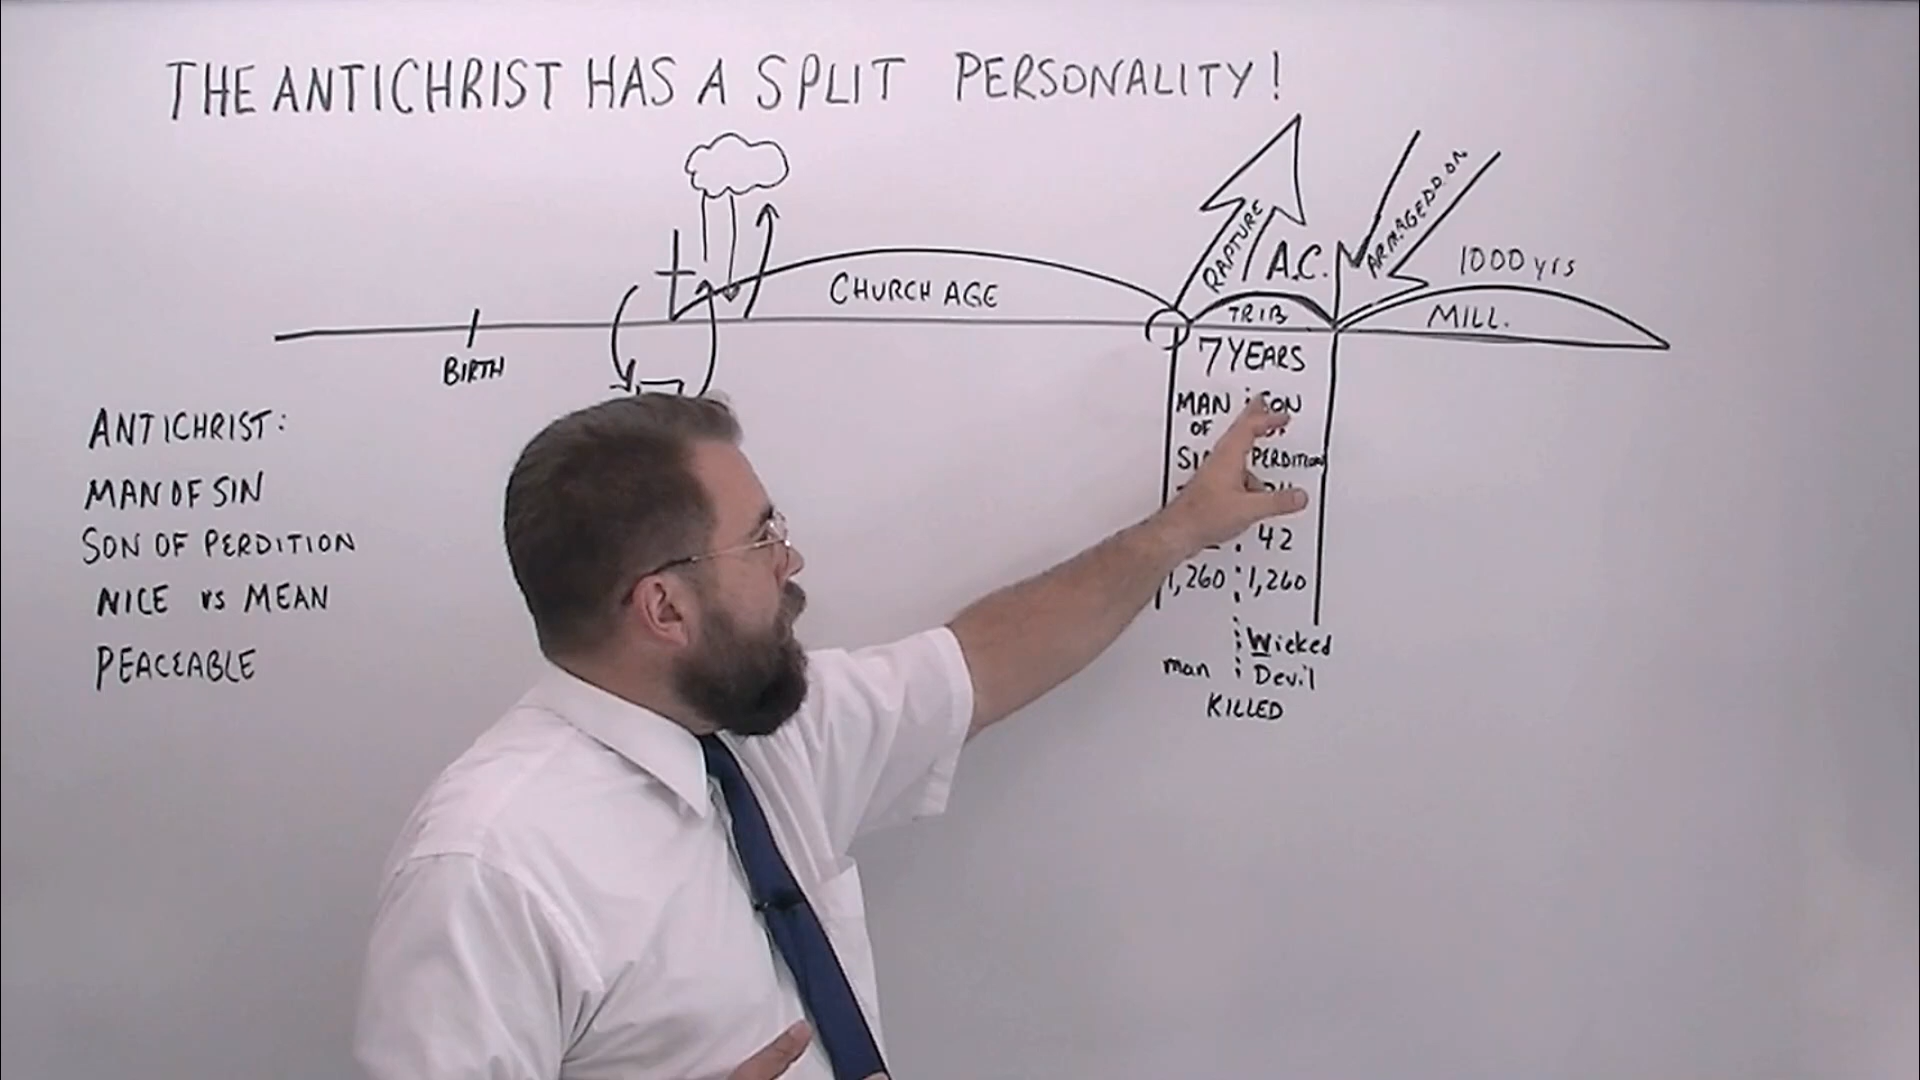 THE ANTICHRIST HAS A SPLIT PERSONALITY!
RAPTURE
A.C.
ARMAGEDDON
1000 yrs
CHURCH AGE
TRIB
MILL.
BIRTH
7 YEARS
MAN SON
OF
PERDITION
42
1,260 1,260
Wicked
man Devil
KILLED
ANTICHRIST:
MAN OF SIN
SON OF PERDITION
NICE vs MEAN
PEACEABLE